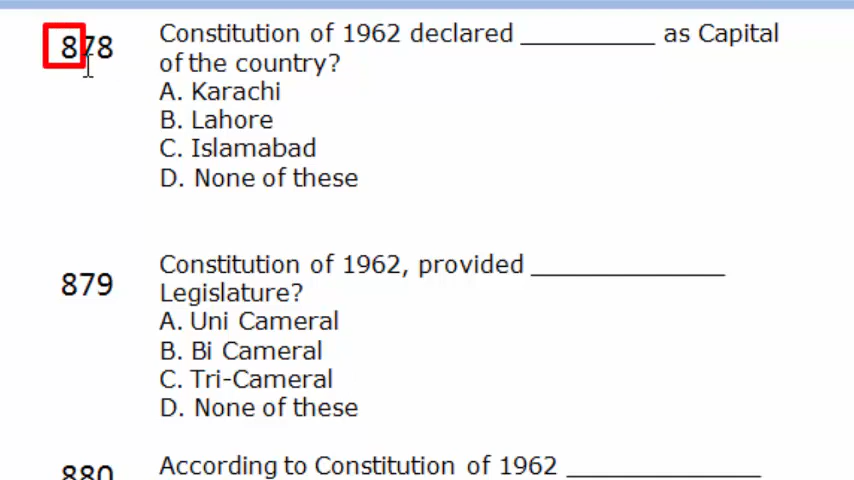 878 Constitution of 1962 declared __________ as Capital
of the country?
A. Karachi
B. Lahore
C. Islamabad
D. None of these
879 Constitution of 1962, provided ______________
Legislature?
A. Uni Cameral
B. Bi Cameral
C. Tri-Cameral
D. None of these
880 According to Constitution of 1962 ______________